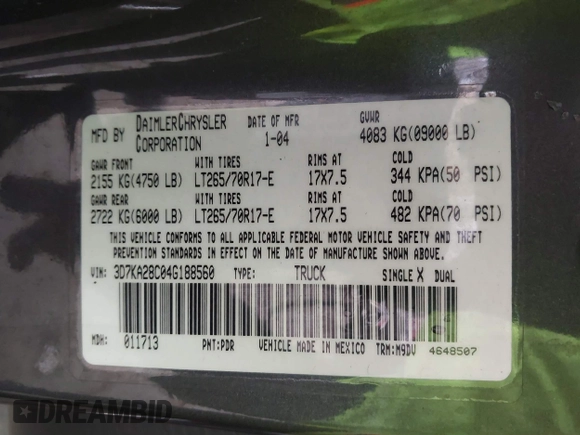 MFD BY DAIMLERCHRYSLER CORPORATION DATE OF MFR 1-04 GVWR 4083 KG(09000 LB)
GAWR FRONT WITH TIRES RIMS AT COLD
2155 KG(4750 LB) LT265/70R17-E 17X7.5 344 KPA(50 PSI)
GAWR REAR WITH TIRES RIMS AT COLD
2722 KG(6000 LB) LT265/70R17-E 17X7.5 482 KPA(70 PSI)
THIS VEHICLE CONFORMS TO ALL APPLICABLE FEDERAL MOTOR VEHICLE SAFETY AND THEFT
PREVENTION STANDARDS IN EFFECT ON THE DATE OF MANUFACTURE SHOWN ABOVE.
VIN: 3D7KA28C04G188560 TYPE: TRUCK SINGLE X DUAL
MDH: 011713 PNT:PDR VEHICLE MADE IN MEXICO TRM:M9DV 4648507
DREAMBID